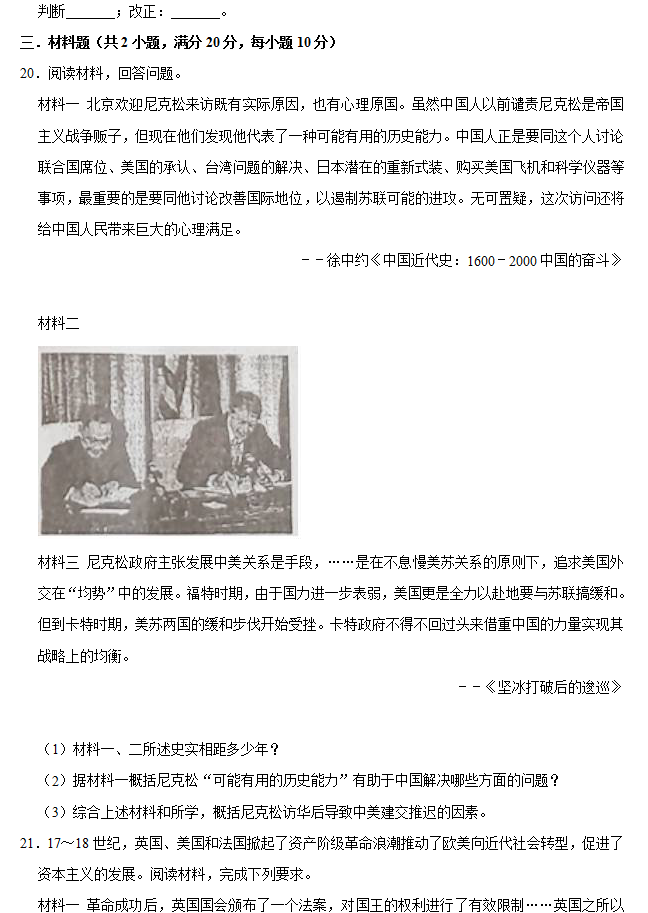 判断_______；改正：_______。
三．材料题（共2小题，满分20分，每小题10分）
20．阅读材料，回答问题。
材料一 北京欢迎尼克松来访既有实际原因，也有心理原国。虽然中国人以前谴责尼克松是帝国
主义战争贩子，但现在他们发现他代表了一种可能有用的历史能力。中国人正是要同这个人讨论
联合国席位、美国的承认、台湾问题的解决、日本潜在的重新式装、购买美国飞机和科学仪器等
事项，最重要的是要同他讨论改善国际地位，以遏制苏联可能的进攻。无可置疑，这次访问还将
给中国人民带来巨大的心理满足。
﹣﹣徐中约《中国近代史：1600﹣2000中国的奋斗》
材料二
材料三 尼克松政府主张发展中美关系是手段，……是在不息慢美苏关系的原则下，追求美国外
交在“均势”中的发展。福特时期，由于国力进一步表弱，美国更是全力以赴地要与苏联搞缓和。
但到卡特时期，美苏两国的缓和步伐开始受挫。卡特政府不得不回过头来借重中国的力量实现其
战略上的均衡。
﹣﹣《坚冰打破后的逡巡》
（1）材料一、二所述史实相距多少年？
（2）据材料一概括尼克松“可能有用的历史能力”有助于中国解决哪些方面的问题？
（3）综合上述材料和所学，概括尼克松访华后导致中美建交推迟的因素。
21．17～18世纪，英国、美国和法国掀起了资产阶级革命浪潮推动了欧美向近代社会转型，促进了
资本主义的发展。阅读材料，完成下列要求。
材料一 革命成功后，英国国会颁布了一个法案，对国王的权利进行了有效限制……英国之所以